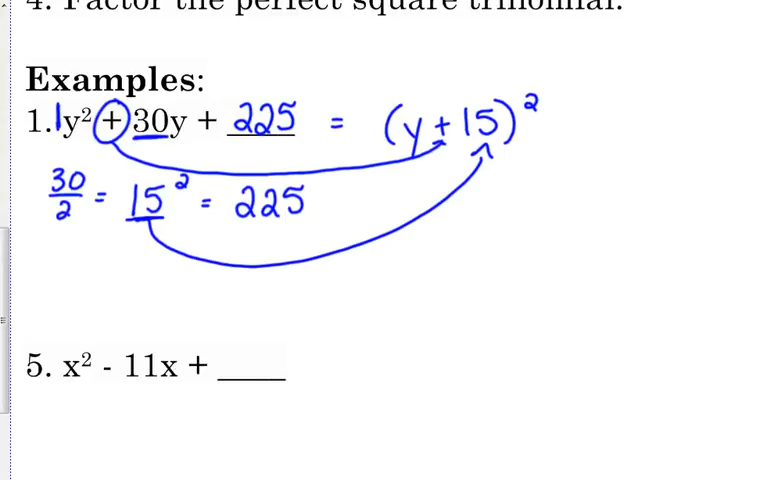 4. Factor the perfect square trinomial.
Examples:
1. 1y² + 30y + 225 = (y + 15)²
30/2 = 15² = 225
5. x² - 11x + ____